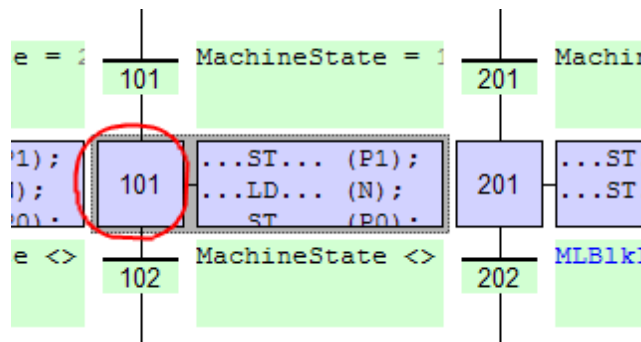 e = 2
101
MachineState = 1
201
Machin
P1);
101
...ST... (P1);
201
...ST
);
...LD... (N);
...ST
P0);
ST (P0);
e <>
102
MachineState <>
202
MLBlk